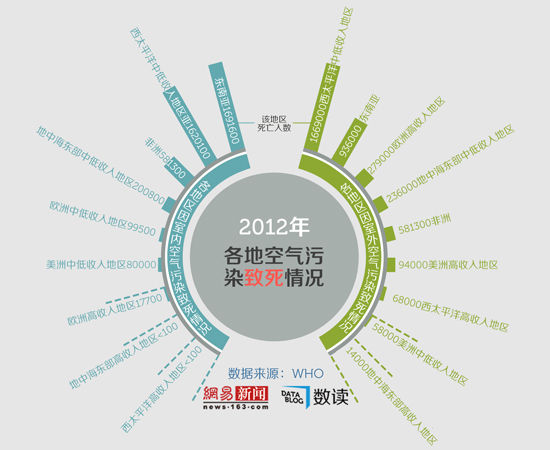 2012年
各地空气污
染致死情况
该地区
死亡人数
各地区因室内空气污染致死情况
东南亚1691600
西太平洋中低收入地区亚1620100
非洲581300
地中海东部中低收入地区200800
欧洲中低收入地区99500
美洲中低收入地区80000
欧洲高收入地区17700
地中海东部高收入地区<100
西太平洋高收入地区<100
各地区因室外空气污染致死情况
1669000西太平洋中低收入地区
936000东南亚
279000欧洲高收入地区
236000地中海东部中低收入地区
581300非洲
94000美洲高收入地区
68000西太平洋高收入地区
58000美洲中低收入地区
14000地中海东部高收入地区
数据来源：WHO
網易新闻
news·163·com
DATA
BLOG
数读